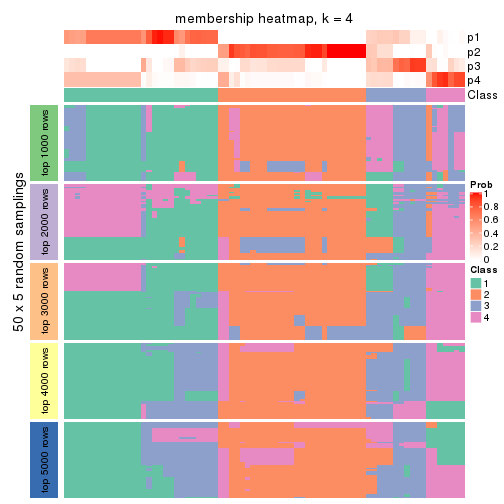 membership heatmap, k = 4
p1
p2
p3
p4
Class
50 x 5 random samplings
top 1000 rows
top 2000 rows
top 3000 rows
top 4000 rows
top 5000 rows
Prob
1
0.8
0.6
0.4
0.2
0
Class
1
2
3
4